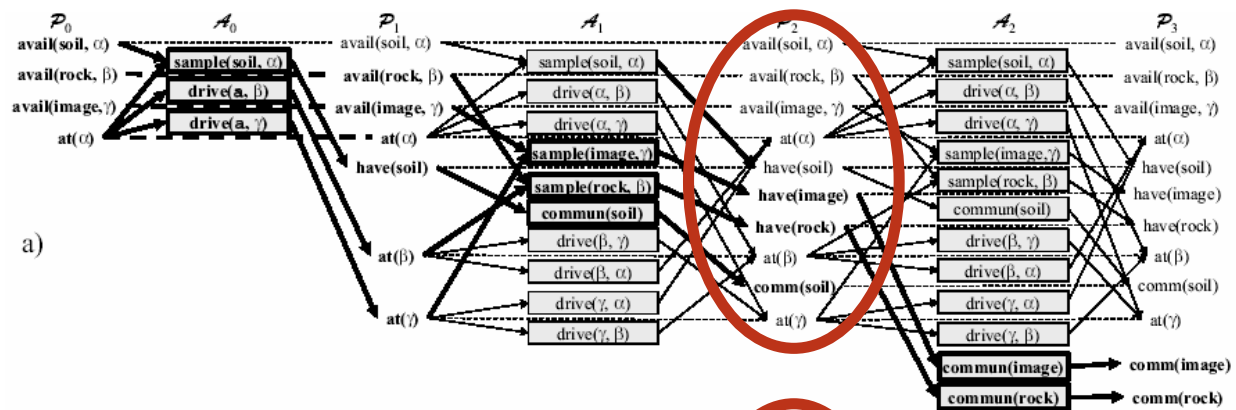 a)
𝒫0
avail(soil, α)
avail(rock, β)
avail(image,γ)
at(α)
𝒜0
sample(soil, α)
drive(a, β)
drive(a, γ)
𝒫1
avail(soil, α)
avail(rock, β)
avail(image, γ)
at(α)
have(soil)
at(β)
at(γ)
𝒜1
sample(soil, α)
drive(α, β)
drive(α, γ)
sample(image,γ)
sample(rock, β)
commun(soil)
drive(β, γ)
drive(β, α)
drive(γ, α)
drive(γ, β)
𝒫2
avail(soil, α)
avail(rock, β)
avail(image, γ)
at(α)
have(soil)
have(image)
have(rock)
at(β)
comm(soil)
at(γ)
𝒜2
sample(soil, α)
drive(α, β)
drive(α, γ)
sample(image,γ)
sample(rock, β)
commun(soil)
drive(β, γ)
drive(β, α)
drive(γ, α)
drive(γ, β)
commun(image)
commun(rock)
𝒫3
avail(soil, α)
avail(rock, β)
avail(image, γ)
at(α)
have(soil)
have(image)
have(rock)
at(β)
comm(soil)
at(γ)
comm(image)
comm(rock)